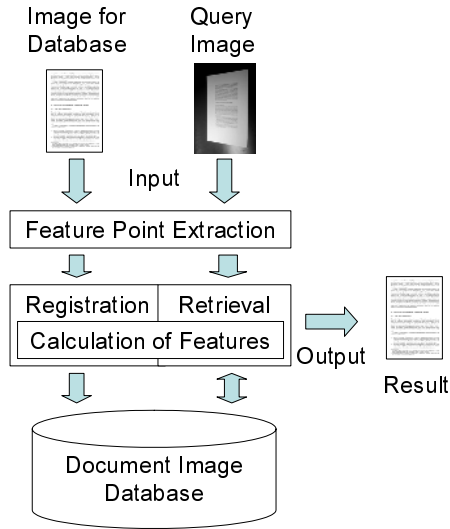 Image for
Database
Query
Image
Input
Feature Point Extraction
Registration
Retrieval
Calculation of Features
Output
Result
Document Image
Database